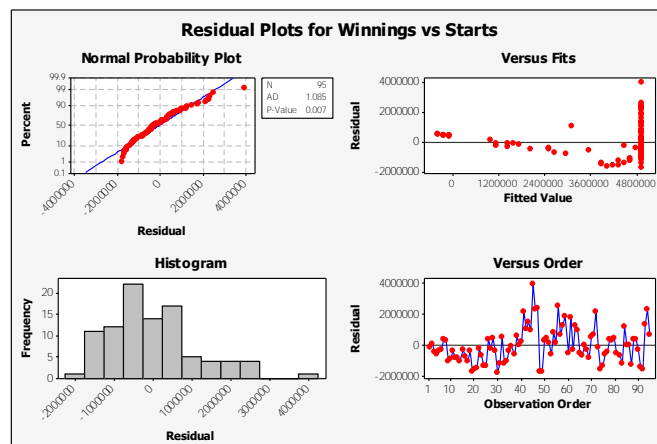 Residual Plots for Winnings vs Starts
Normal Probability Plot
99.9
99
90
50
10
1
0.1
Percent
-4000000
-2000000
0
2000000
4000000
Residual
N 95
AD 1.085
P-Value 0.007
Versus Fits
4000000
2000000
0
-2000000
Residual
0
1200000
2400000
3600000
4800000
Fitted Value
Histogram
20
15
10
5
0
Frequency
-2000000
-1000000
0
1000000
2000000
3000000
4000000
Residual
Versus Order
4000000
2000000
0
-2000000
Residual
1 10 20 30 40 50 60 70 80 90
Observation Order